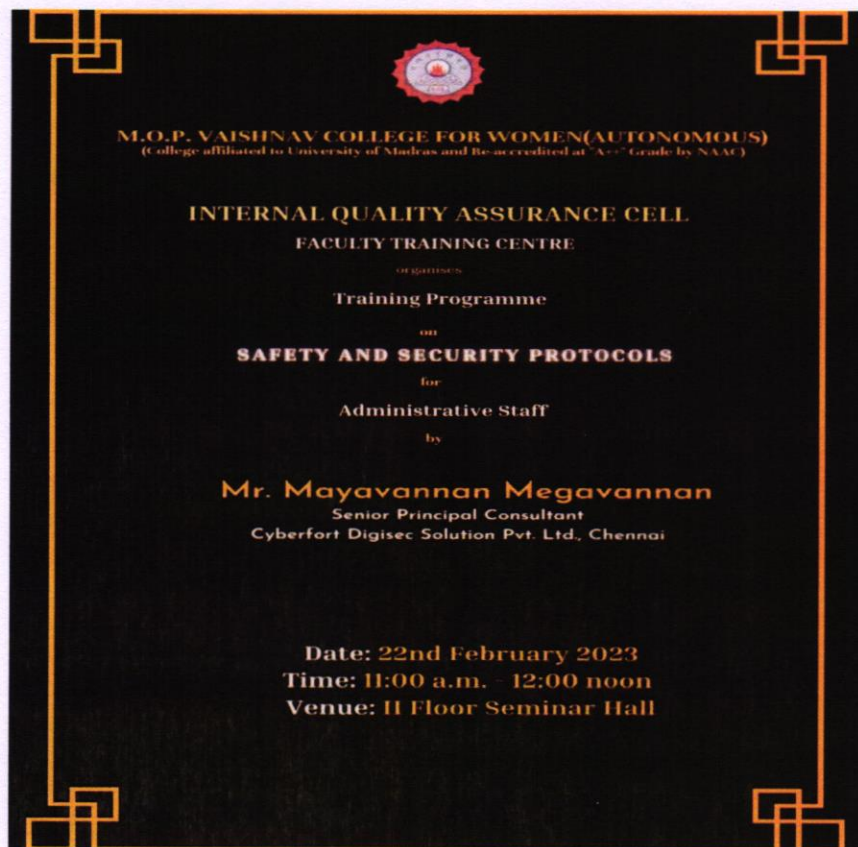 M.O.P. VAISHNAV COLLEGE FOR WOMEN(AUTONOMOUS)
(College affiliated to University of Madras and Re-accredited at "A++" Grade by NAAC)
INTERNAL QUALITY ASSURANCE CELL
FACULTY TRAINING CENTRE
organises
Training Programme
on
SAFETY AND SECURITY PROTOCOLS
for
Administrative Staff
by
Mr. Mayavannan Megavannan
Senior Principal Consultant
Cyberfort Digisec Solution Pvt. Ltd., Chennai
Date: 22nd February 2023
Time: 11:00 a.m. - 12:00 noon
Venue: II Floor Seminar Hall